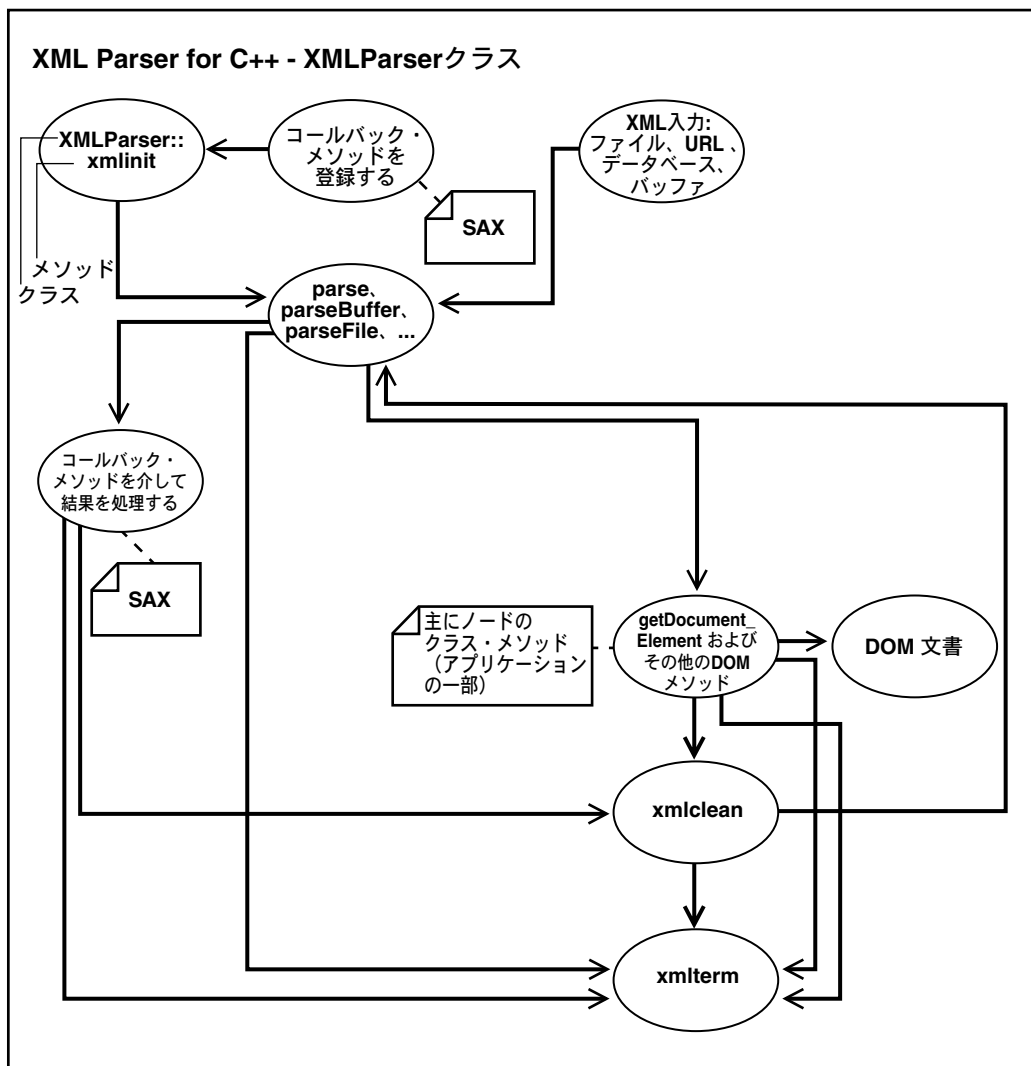 XML Parser for C++ - XMLParserクラス
XMLParser::
xmlinit
コールバック・
メソッドを
登録する
XML入力:
ファイル、URL 、
データベース、
バッファ
SAX
メソッド
クラス
parse、
parseBuffer、
parseFile、...
コールバック・
メソッドを介して
結果を処理する
SAX
主にノードの
クラス・メソッド
（アプリケーション
の一部）
getDocument_
Element および
その他のDOM
メソッド
DOM 文書
xmlclean
xmlterm